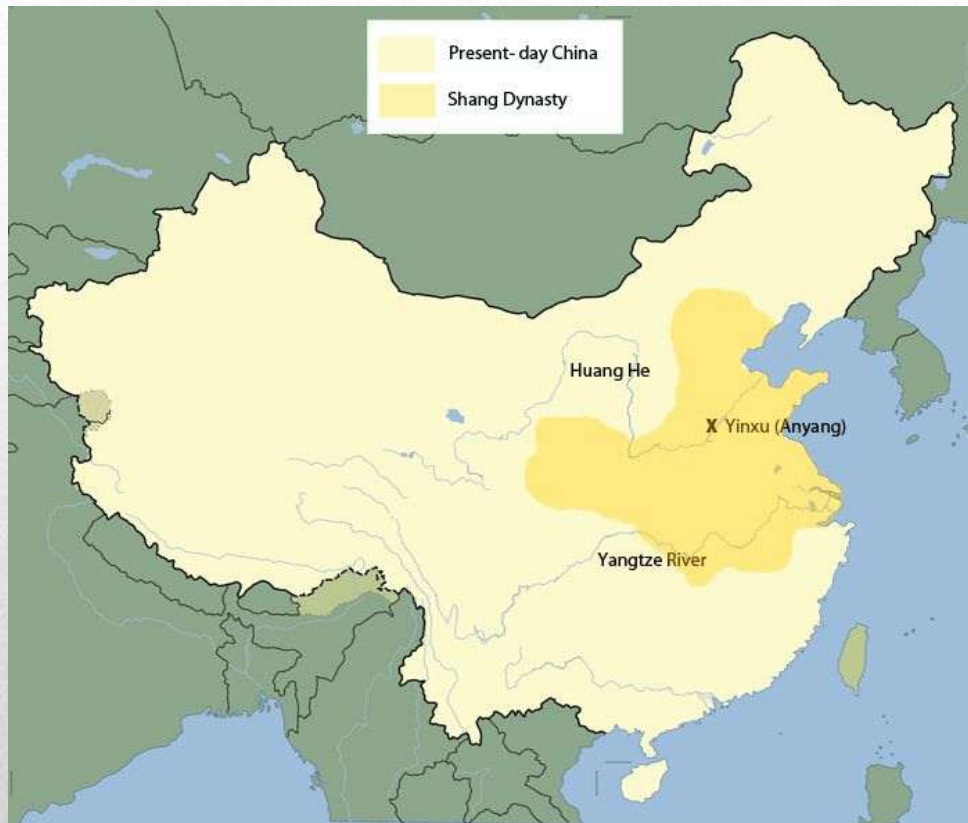 Present- day China
Shang Dynasty
Huang He
X Yinxu (Anyang)
Yangtze River